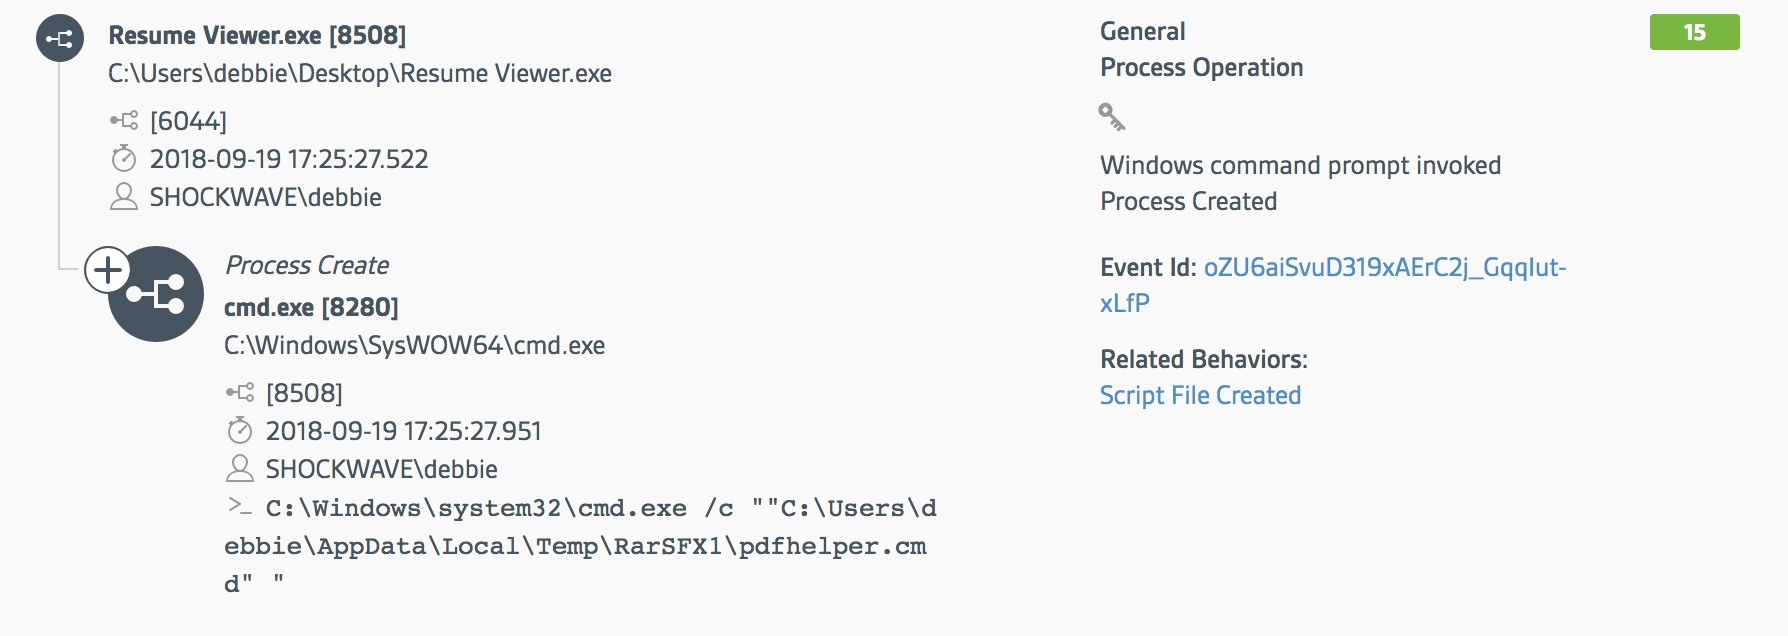 Resume Viewer.exe [8508]
C:\Users\debbie\Desktop\Resume Viewer.exe
[6044]
2018-09-19 17:25:27.522
SHOCKWAVE\debbie
Process Create
cmd.exe [8280]
C:\Windows\SysWOW64\cmd.exe
[8508]
2018-09-19 17:25:27.951
SHOCKWAVE\debbie
>_ C:\Windows\system32\cmd.exe /c ""C:\Users\d
ebbie\AppData\Local\Temp\RarSFX1\pdfhelper.cm
d" "
General
15
Process Operation
Windows command prompt invoked
Process Created
Event Id: oZU6aiSvuD319xAErC2j_GqqIut-
xLfP
Related Behaviors:
Script File Created